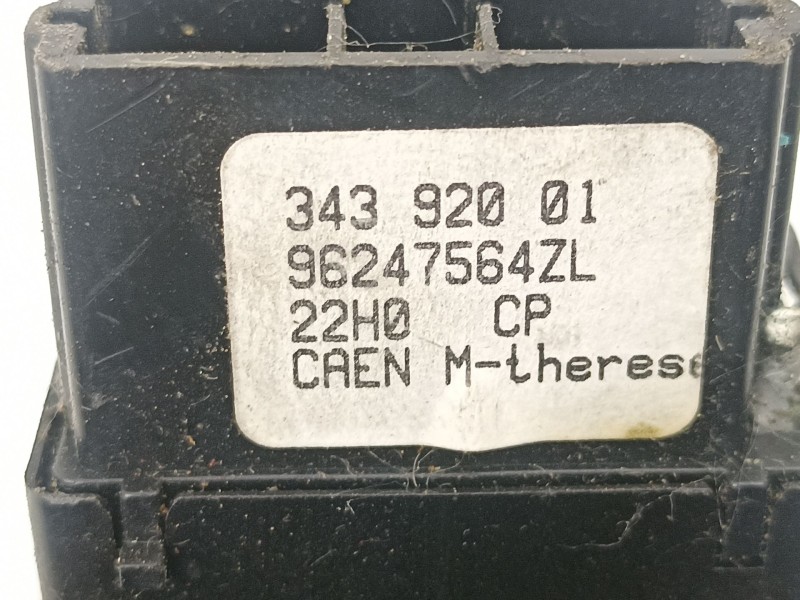 343 920 01
96247564ZL
22H0 CP
CAEN M-therese